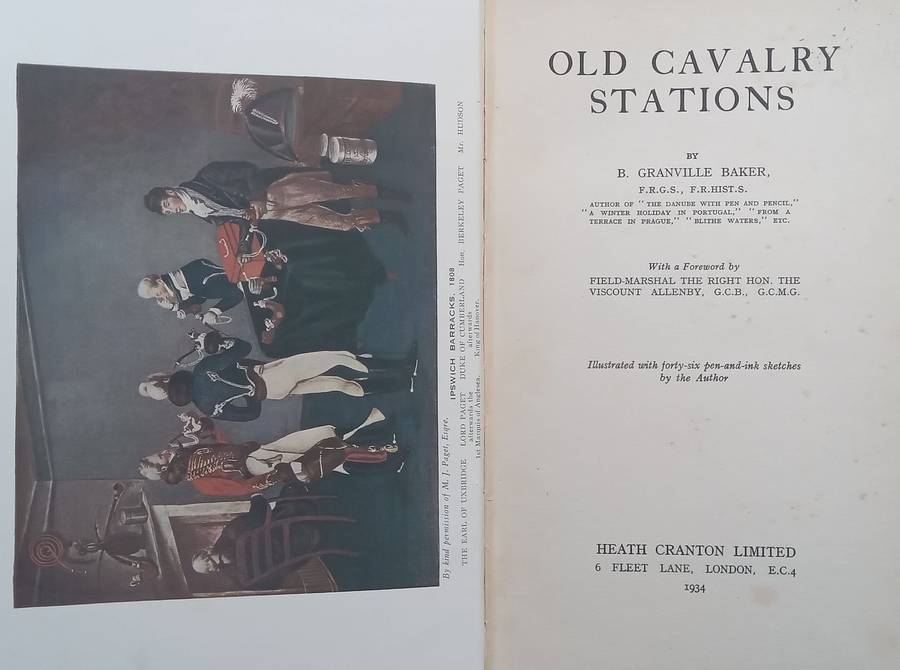 By kind permission of M. J. Paget, Esqre.
IPSWICH BARRACKS, 1808
THE EARL OF UXBRIDGE LORD PAGET DUKE OF CUMBERLAND Hon. BERKELEY PAGET Mr. HUDSON
afterwards the afterwards
1st Marquis of Anglesea. King of Hanover.
OLD CAVALRY
STATIONS
BY
B. GRANVILLE BAKER,
F.R.G.S., F.R.HIST.S.
AUTHOR OF "THE DANUBE WITH PEN AND PENCIL,"
"A WINTER HOLIDAY IN PORTUGAL," "FROM A
TERRACE IN PRAGUE," "BLITHE WATERS," ETC.
With a Foreword by
FIELD-MARSHAL THE RIGHT HON. THE
VISCOUNT ALLENBY, G.C.B., G.C.M.G.
Illustrated with forty-six pen-and-ink sketches
by the Author
HEATH CRANTON LIMITED
6 FLEET LANE, LONDON, E.C.4
1934